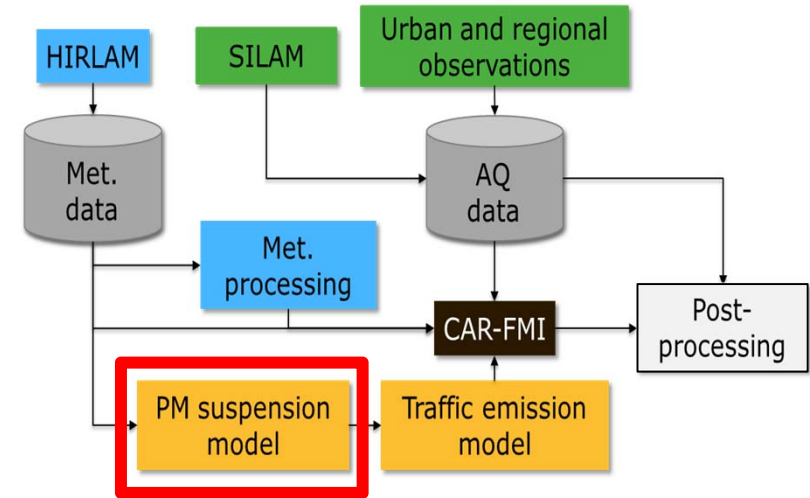 HIRLAM
SILAM
Urban and regional
observations
Met.
data
AQ
data
Met.
processing
CAR-FMI
Post-
processing
PM suspension
model
Traffic emission
model